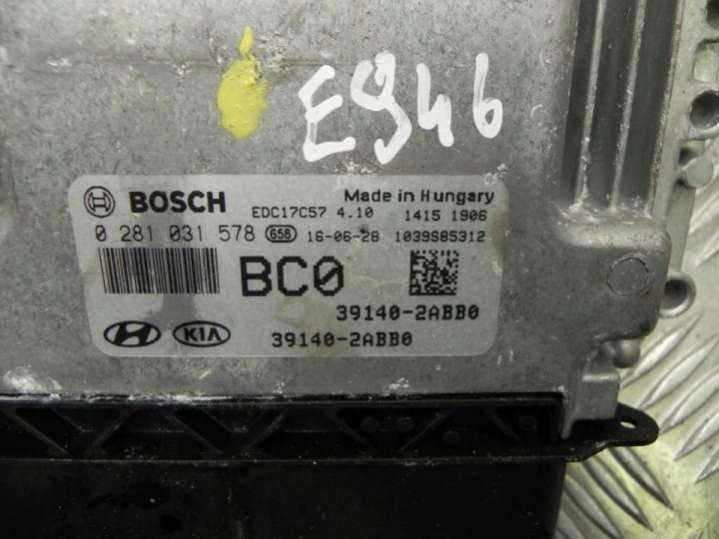 E946
BOSCH EDC17C57 4.10 Made in Hungary 1415 1906
0 281 031 578 656 16-06-28 1039S85312
BC0
39140-2ABB0
KIA 39140-2ABB0